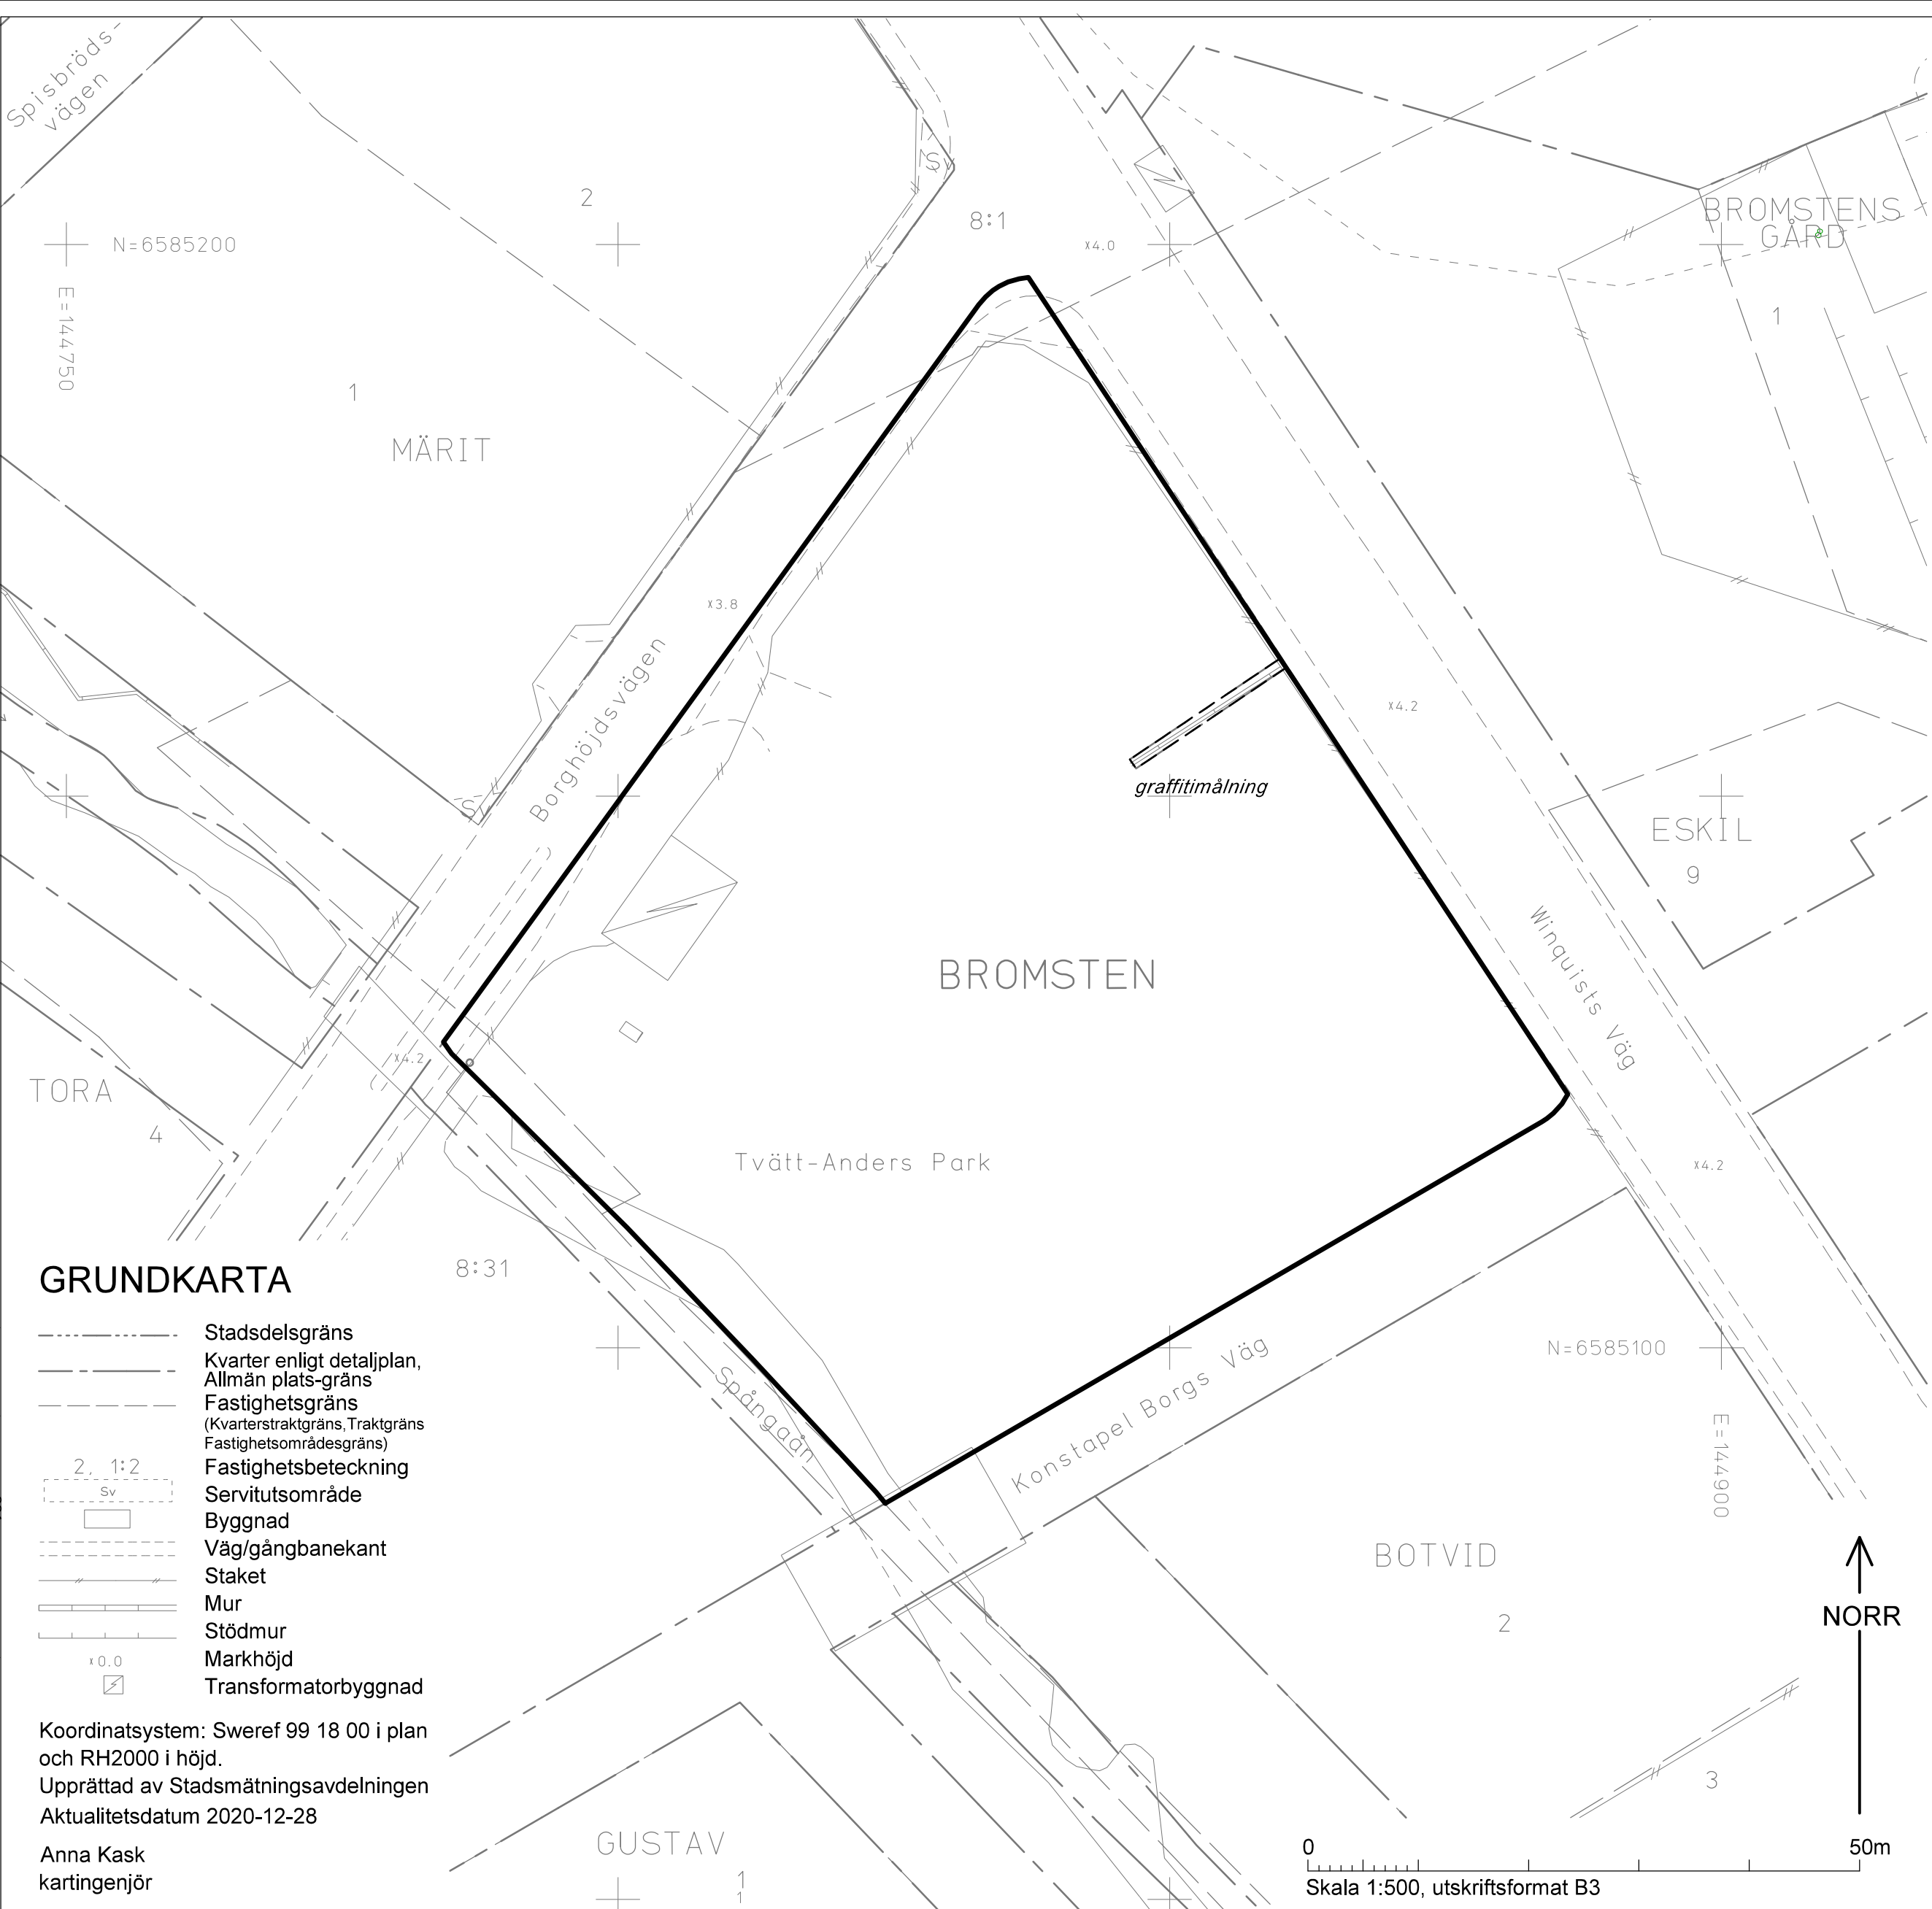 Spisbröds-
vägen
2
8:1
x4.0
BROMSTENS
GÅRD
N=6585200
E=144750
1
1
MÄRIT
Sv
x3.8
Borghöjdsvägen
x4.2
graffitimålning
Sv
ESKIL
9
BROMSTEN
Winquists Väg
x4.2
TORA
4
Tvätt-Anders Park
x4.2
8:31
Spångaån
Konstapel Borgs Väg
N=6585100
E=144900
BOTVID
2
3
GUSTAV
1
1
GRUNDKARTA
Stadsdelsgräns
Kvarter enligt detaljplan,
Allmän plats-gräns
Fastighetsgräns
(Kvarterstraktgräns,Traktgräns
Fastighetsområdesgräns)
2, 1:2 Fastighetsbeteckning
Sv Servitutsområde
Byggnad
Väg/gångbanekant
Staket
Mur
Stödmur
x0.0 Markhöjd
Transformatorbyggnad
Koordinatsystem: Sweref 99 18 00 i plan
och RH2000 i höjd.
Upprättad av Stadsmätningsavdelningen
Aktualitetsdatum 2020-12-28
Anna Kask
kartingenjör
NORR
0 50m
Skala 1:500, utskriftsformat B3